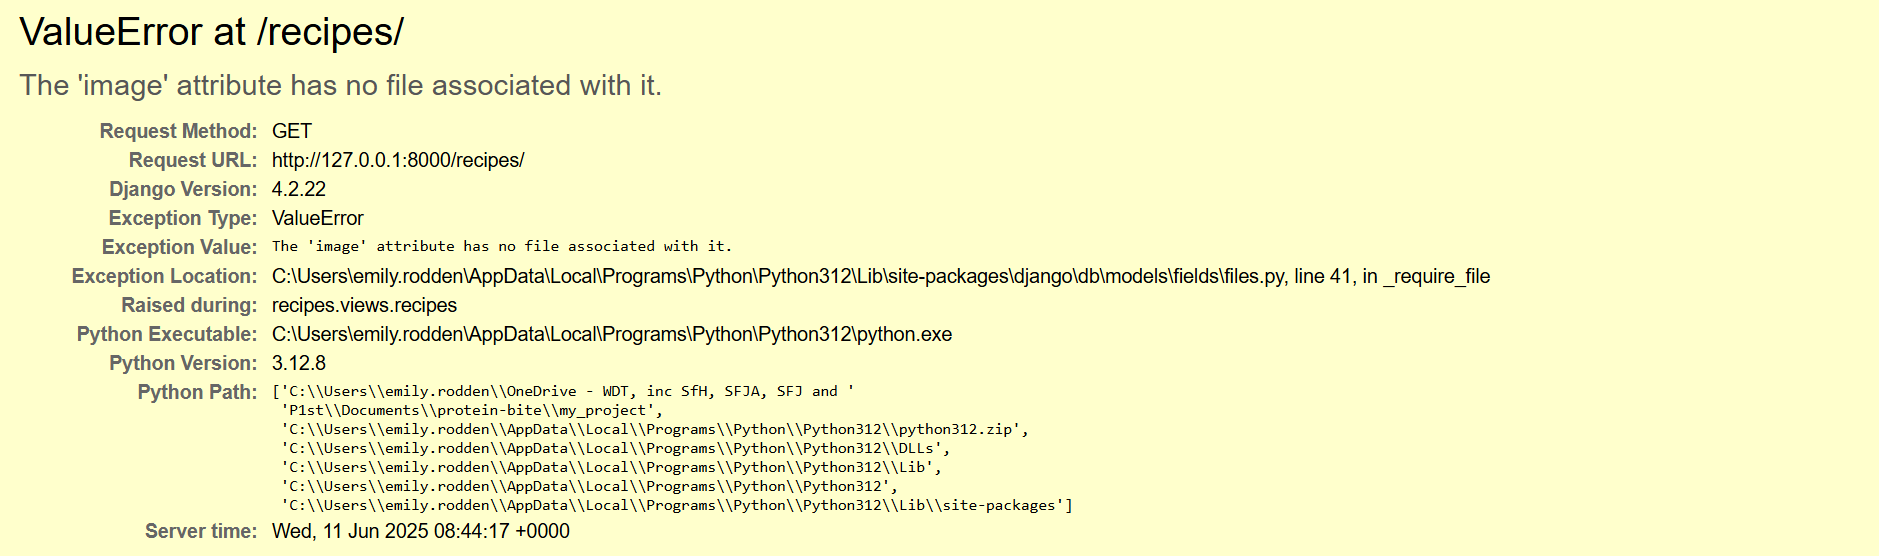 ValueError at /recipes/
The 'image' attribute has no file associated with it.
Request Method: GET
Request URL: http://127.0.0.1:8000/recipes/
Django Version: 4.2.22
Exception Type: ValueError
Exception Value: The 'image' attribute has no file associated with it.
Exception Location: C:\Users\emily.rodden\AppData\Local\Programs\Python\Python312\Lib\site-packages\django\db\models\fields\files.py, line 41, in _require_file
Raised during: recipes.views.recipes
Python Executable: C:\Users\emily.rodden\AppData\Local\Programs\Python\Python312\python.exe
Python Version: 3.12.8
Python Path: ['C:\\Users\\emily.rodden\\OneDrive - WDT, inc SfH, SFJA, SFJ and '
'P1st\\Documents\\protein-bite\\my_project',
'C:\\Users\\emily.rodden\\AppData\\Local\\Programs\\Python\\Python312\\python312.zip',
'C:\\Users\\emily.rodden\\AppData\\Local\\Programs\\Python\\Python312\\DLLs',
'C:\\Users\\emily.rodden\\AppData\\Local\\Programs\\Python\\Python312\\Lib',
'C:\\Users\\emily.rodden\\AppData\\Local\\Programs\\Python\\Python312',
'C:\\Users\\emily.rodden\\AppData\\Local\\Programs\\Python\\Python312\\Lib\\site-packages']
Server time: Wed, 11 Jun 2025 08:44:17 +0000